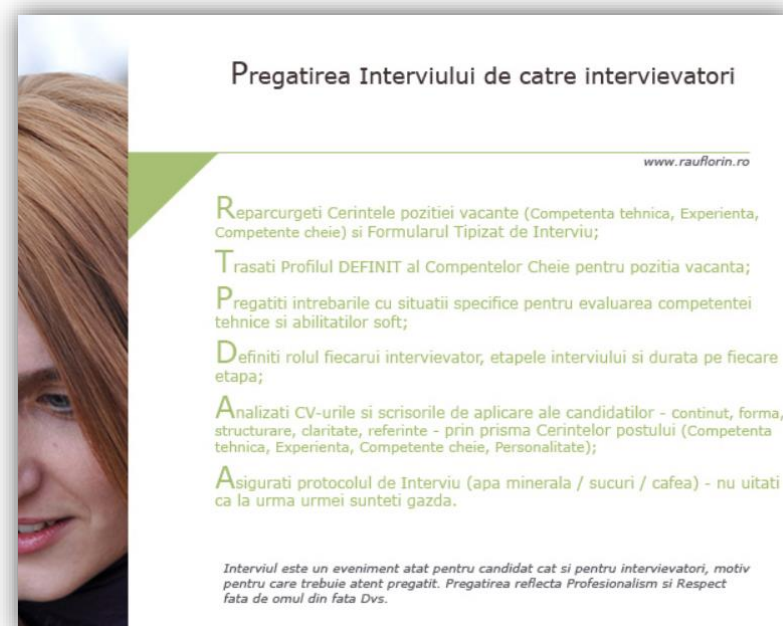 Pregatirea Interviului de catre intervievatori
www.rauflorin.ro
Reparcurgeti Cerintele pozitiei vacante (Competenta tehnica, Experienta,
Competente cheie) si Formularul Tipizat de Interviu;
Trasati Profilul DEFINIT al Compentelor Cheie pentru pozitia vacanta;
Pregatiti intrebarile cu situatii specifice pentru evaluarea competentei
tehnice si abilitatilor soft;
Definiti rolul fiecarui intervievator, etapele interviului si durata pe fiecare
etapa;
Analizati CV-urile si scrisorile de aplicare ale candidatilor - continut, forma,
structurare, claritate, referinte - prin prisma Cerintelor postului (Competenta
tehnica, Experienta, Competente cheie, Personalitate);
Asigurati protocolul de Interviu (apa minerala / sucuri / cafea) - nu uitati
ca la urma urmei sunteti gazda.
Interviul este un eveniment atat pentru candidat cat si pentru intervievatori, motiv
pentru care trebuie atent pregatit. Pregatirea reflecta Profesionalism si Respect
fata de omul din fata Dvs.